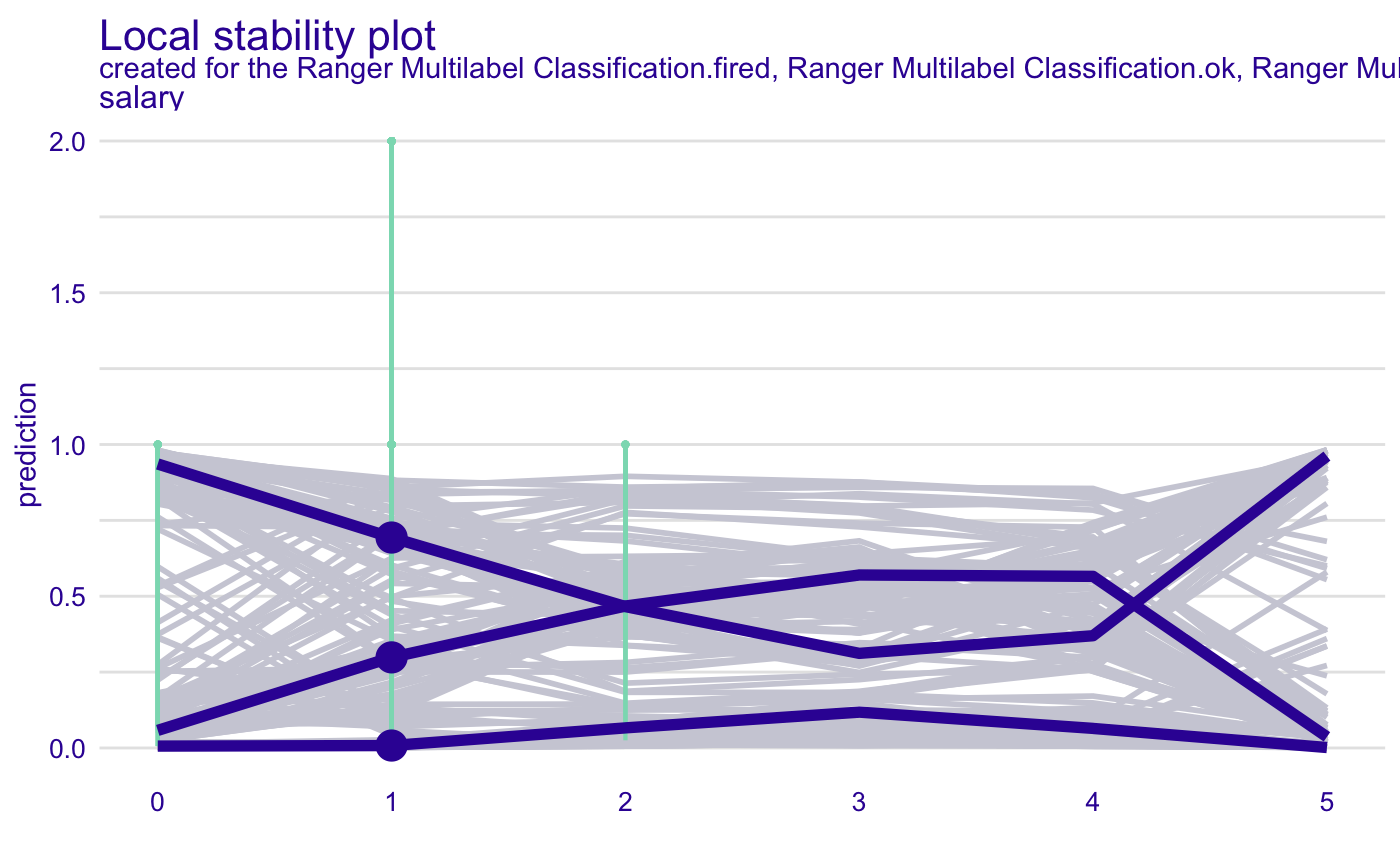 Local stability plot
created for the Ranger Multilabel Classification.fired, Ranger Multilabel Classification.ok, Ranger
salary
2.0
1.5
1.0
0.5
0.0
prediction
0 1 2 3 4 5